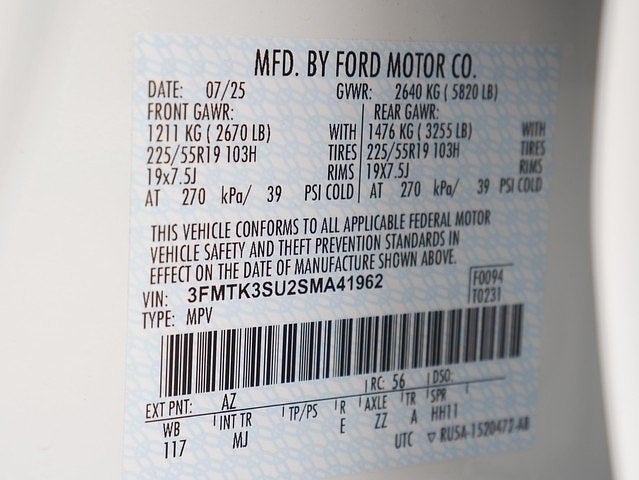 MFD. BY FORD MOTOR CO.
DATE: 07/25 GVWR: 2640 KG ( 5820 LB)
FRONT GAWR: REAR GAWR:
1211 KG ( 2670 LB) WITH 1476 KG ( 3255 LB) WITH
225/55R19 103H TIRES 225/55R19 103H TIRES
19x7.5J RIMS 19X7.5J RIMS
AT 270 kPa/ 39 PSI COLD AT 270 kPa/ 39 PSI COLD
THIS VEHICLE CONFORMS TO ALL APPLICABLE FEDERAL MOTOR
VEHICLE SAFETY AND THEFT PREVENTION STANDARDS IN
EFFECT ON THE DATE OF MANUFACTURE SHOWN ABOVE.
VIN: 3FMTK3SU2SMA41962 F0094
TYPE: MPV T0231
EXT PNT: AZ RC: 56 DSO:
WB INT TR TP/PS R AXLE TR SPR
117 MJ E ZZ A HH11
UTC ▽ RU5A-1520472-AB